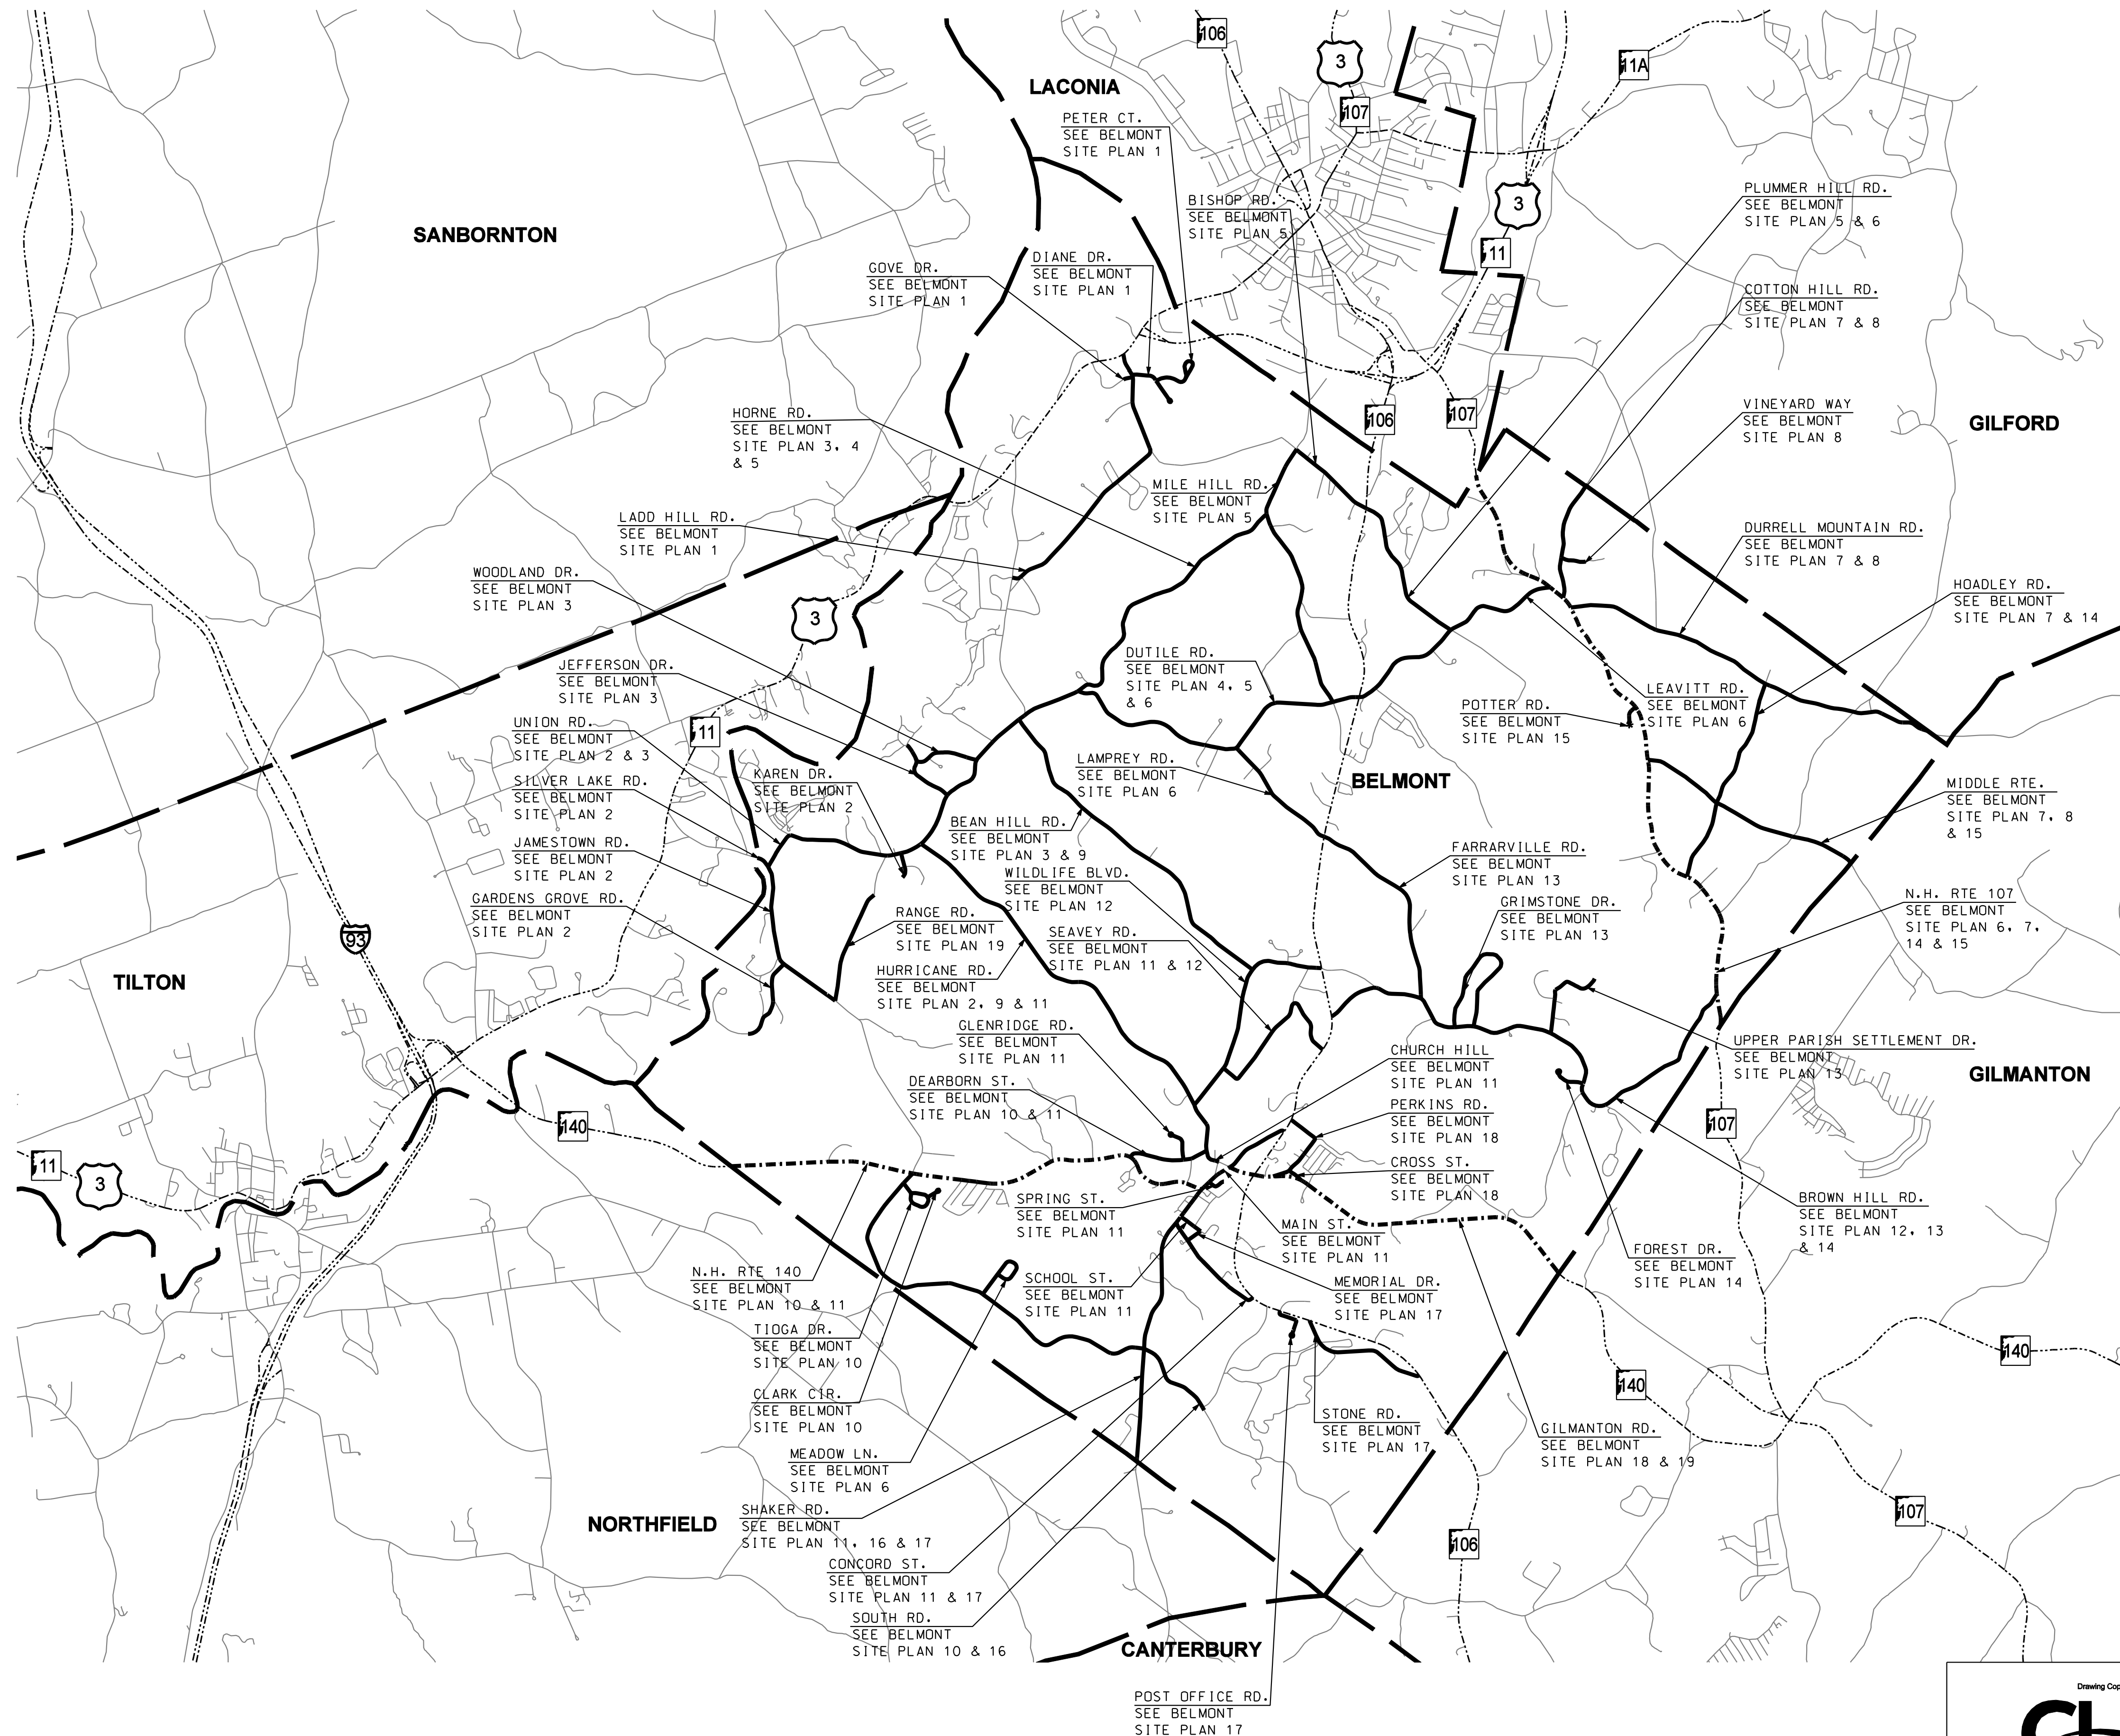 106
3
11A
LACONIA
107
PETER CT.
SEE BELMONT
SITE PLAN 1
BISHOP RD.
SEE BELMONT
SITE PLAN 5
3
PLUMMER HILL RD.
SEE BELMONT
SITE PLAN 5 & 6
SANBORNTON
11
GOVE DR.
SEE BELMONT
SITE PLAN 1
DIANE DR.
SEE BELMONT
SITE PLAN 1
COTTON HILL RD.
SEE BELMONT
SITE PLAN 7 & 8
HORNE RD.
SEE BELMONT
SITE PLAN 3, 4
& 5
106
107
VINEYARD WAY
SEE BELMONT
SITE PLAN 8
GILFORD
MILE HILL RD.
SEE BELMONT
SITE PLAN 5
LADD HILL RD.
SEE BELMONT
SITE PLAN 1
DURRELL MOUNTAIN RD.
SEE BELMONT
SITE PLAN 7 & 8
WOODLAND DR.
SEE BELMONT
SITE PLAN 3
3
HOADLEY RD.
SEE BELMONT
SITE PLAN 7 & 14
JEFFERSON DR.
SEE BELMONT
SITE PLAN 3
DUTILE RD.
SEE BELMONT
SITE PLAN 4, 5
& 6
LEAVITT RD.
SEE BELMONT
SITE PLAN 6
POTTER RD.
SEE BELMONT
SITE PLAN 15
UNION RD.
SEE BELMONT
SITE PLAN 2 & 3
11
SILVER LAKE RD.
SEE BELMONT
SITE PLAN 2
KAREN DR.
SEE BELMONT
SITE PLAN 2
LAMPREY RD.
SEE BELMONT
SITE PLAN 6
BELMONT
MIDDLE RTE.
SEE BELMONT
SITE PLAN 7, 8
& 15
JAMESTOWN RD.
SEE BELMONT
SITE PLAN 2
BEAN HILL RD.
SEE BELMONT
SITE PLAN 3 & 9
FARRARVILLE RD.
SEE BELMONT
SITE PLAN 13
WILDLIFE BLVD.
SEE BELMONT
SITE PLAN 12
GARDENS GROVE RD.
SEE BELMONT
SITE PLAN 2
RANGE RD.
SEE BELMONT
SITE PLAN 19
GRIMSTONE DR.
SEE BELMONT
SITE PLAN 13
N.H. RTE 107
SEE BELMONT
SITE PLAN 6, 7,
14 & 15
93
SEAVEY RD.
SEE BELMONT
SITE PLAN 11 & 12
TILTON
HURRICANE RD.
SEE BELMONT
SITE PLAN 2, 9 & 11
GLENRIDGE RD.
SEE BELMONT
SITE PLAN 11
CHURCH HILL
SEE BELMONT
SITE PLAN 11
UPPER PARISH SETTLEMENT DR.
SEE BELMONT
SITE PLAN 13
GILMANTON
DEARBORN ST.
SEE BELMONT
SITE PLAN 10 & 11
PERKINS RD.
SEE BELMONT
SITE PLAN 18
140
107
11
3
CROSS ST.
SEE BELMONT
SITE PLAN 18
SPRING ST.
SEE BELMONT
SITE PLAN 11
MAIN ST.
SEE BELMONT
SITE PLAN 11
BROWN HILL RD.
SEE BELMONT
SITE PLAN 12, 13
& 14
FOREST DR.
SEE BELMONT
SITE PLAN 14
N.H. RTE 140
SEE BELMONT
SITE PLAN 10 & 11
SCHOOL ST.
SEE BELMONT
SITE PLAN 11
MEMORIAL DR.
SEE BELMONT
SITE PLAN 17
TIOGA DR.
SEE BELMONT
SITE PLAN 10
140
140
CLARK CIR.
SEE BELMONT
SITE PLAN 10
STONE RD.
SEE BELMONT
SITE PLAN 17
GILMANTON RD.
SEE BELMONT
SITE PLAN 18 & 19
MEADOW LN.
SEE BELMONT
SITE PLAN 6
SHAKER RD.
SEE BELMONT
SITE PLAN 11, 16 & 17
NORTHFIELD
107
106
CONCORD ST.
SEE BELMONT
SITE PLAN 11 & 17
SOUTH RD.
SEE BELMONT
SITE PLAN 10 & 16
CANTERBURY
POST OFFICE RD.
SEE BELMONT
SITE PLAN 17
Drawing